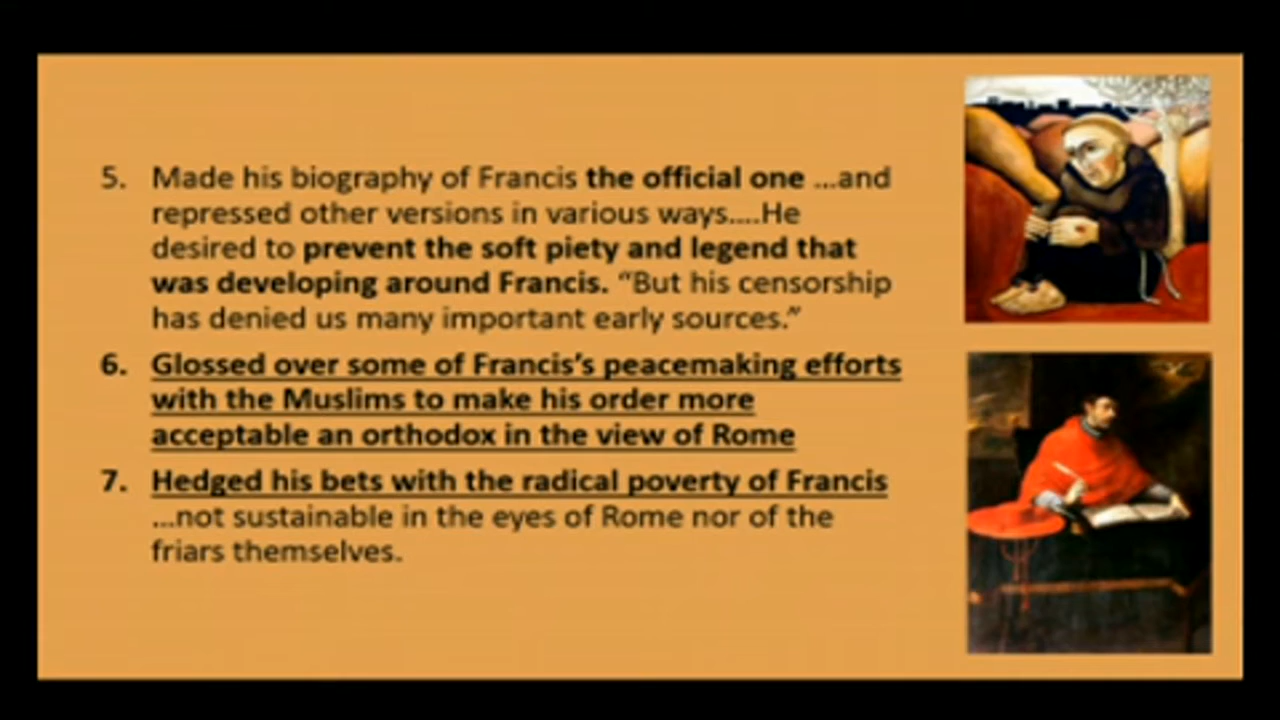 5. Made his biography of Francis the official one ...and
repressed other versions in various ways....He
desired to prevent the soft piety and legend that
was developing around Francis. “But his censorship
has denied us many important early sources.”
6. Glossed over some of Francis’s peacemaking efforts
with the Muslims to make his order more
acceptable an orthodox in the view of Rome
7. Hedged his bets with the radical poverty of Francis
...not sustainable in the eyes of Rome nor of the
friars themselves.